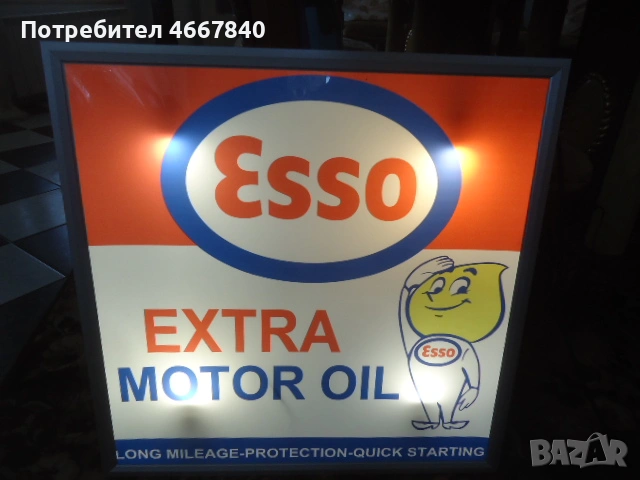 Потребител 4667840
Esso
EXTRA
MOTOR OIL
Esso
LONG MILEAGE-PROTECTION-QUICK STARTING
BAZAR